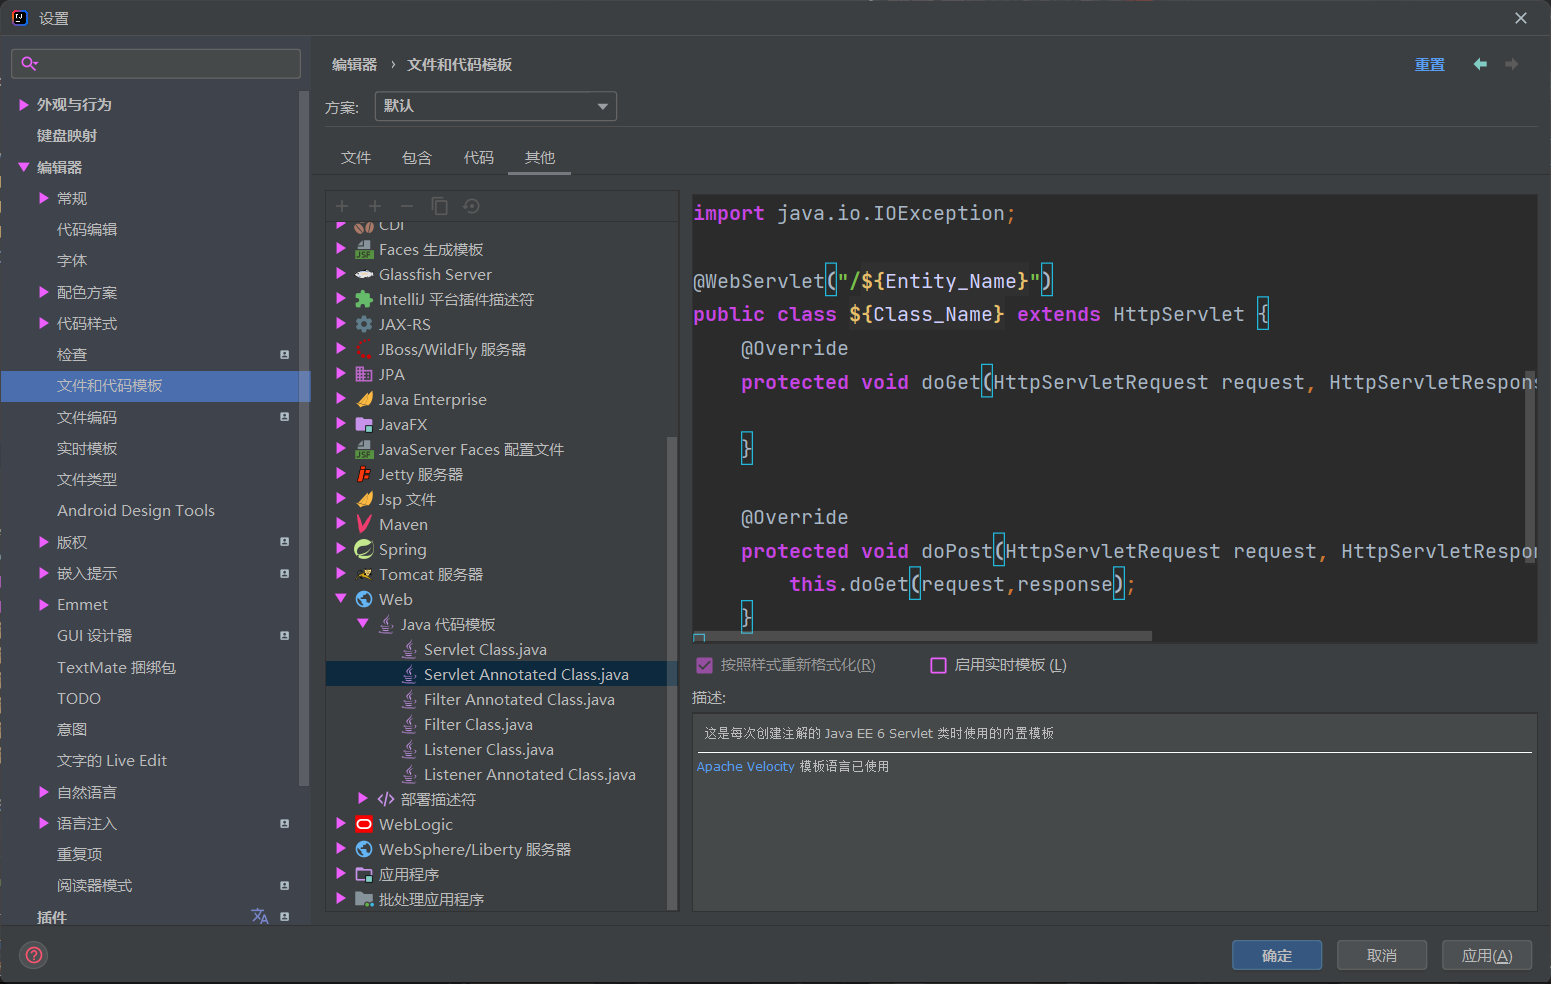 设置
外观与行为
键盘映射
编辑器
常规
代码编辑
字体
配色方案
代码样式
检查
文件和代码模板
文件编码
实时模板
文件类型
Android Design Tools
版权
嵌入提示
Emmet
GUI 设计器
TextMate 捆绑包
TODO
意图
文字的 Live Edit
自然语言
语言注入
重复项
阅读器模式
插件
编辑器 › 文件和代码模板
重置
方案: 默认
文件 包含 代码 其他
CDI
Faces 生成模板
Glassfish Server
IntelliJ 平台插件描述符
JAX-RS
JBoss/WildFly 服务器
JPA
Java Enterprise
JavaFX
JavaServer Faces 配置文件
Jetty 服务器
Jsp 文件
Maven
Spring
Tomcat 服务器
Web
Java 代码模板
Servlet Class.java
Servlet Annotated Class.java
Filter Annotated Class.java
Filter Class.java
Listener Class.java
Listener Annotated Class.java
部署描述符
WebLogic
WebSphere/Liberty 服务器
应用程序
批处理应用程序
import java.io.IOException;
@WebServlet("/${Entity_Name}")
public class ${Class_Name} extends HttpServlet {
@Override
protected void doGet(HttpServletRequest request, HttpServletRespons
}
@Override
protected void doPost(HttpServletRequest request, HttpServletRespon
this.doGet(request,response);
}
按照样式重新格式化(R) 启用实时模板 (L)
描述:
这是每次创建注解的 Java EE 6 Servlet 类时使用的内置模板
Apache Velocity 模板语言已使用
确定 取消 应用(A)